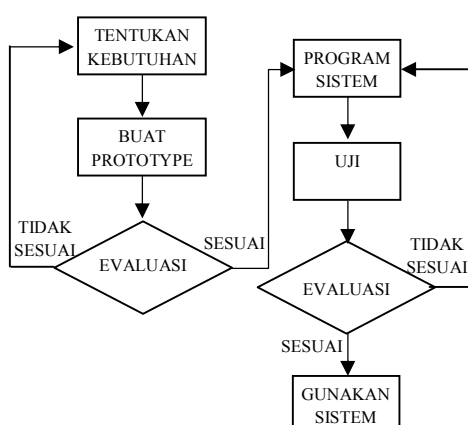 TENTUKAN
KEBUTUHAN
BUAT
PROTOTYPE
EVALUASI
TIDAK
SESUAI
SESUAI
PROGRAM
SISTEM
UJI
EVALUASI
TIDAK
SESUAI
SESUAI
GUNAKAN
SISTEM